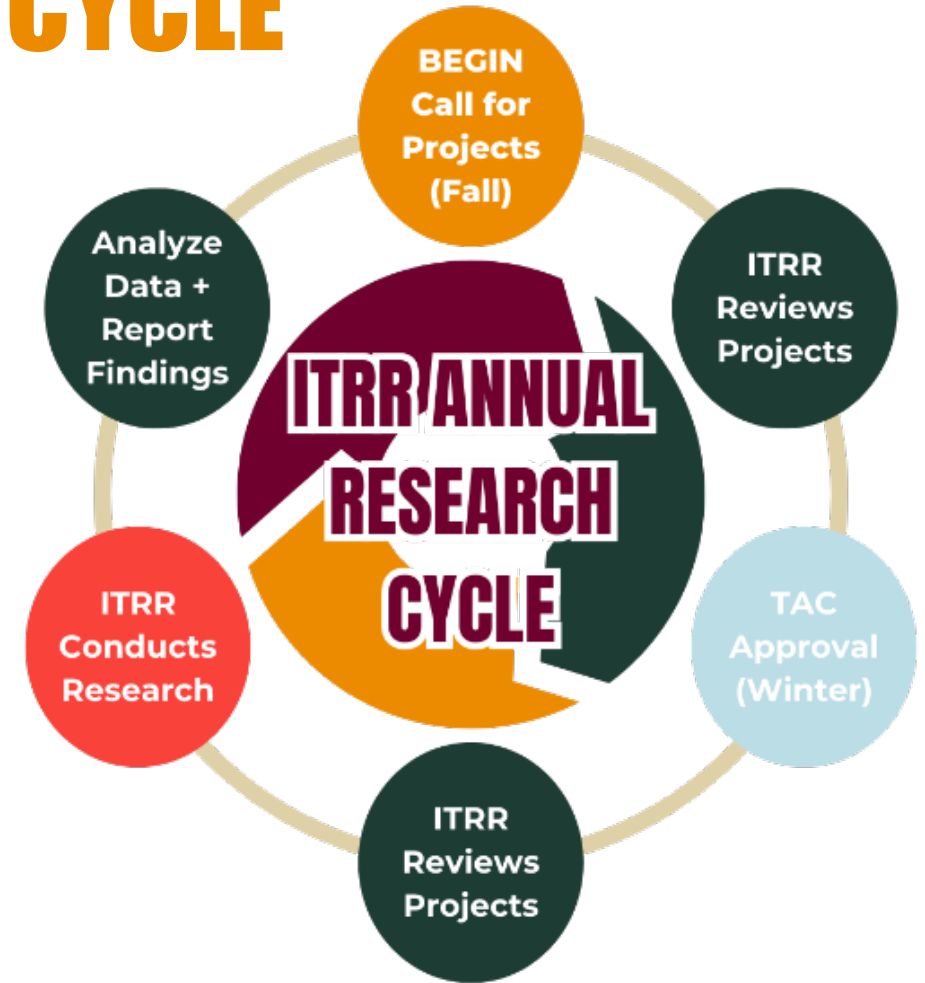 CYCLE
BEGIN
Call for
Projects
(Fall)
ITRR
Reviews
Projects
TAC
Approval
(Winter)
ITRR
Reviews
Projects
ITRR
Conducts
Research
Analyze
Data +
Report
Findings
ITRR ANNUAL
RESEARCH
CYCLE